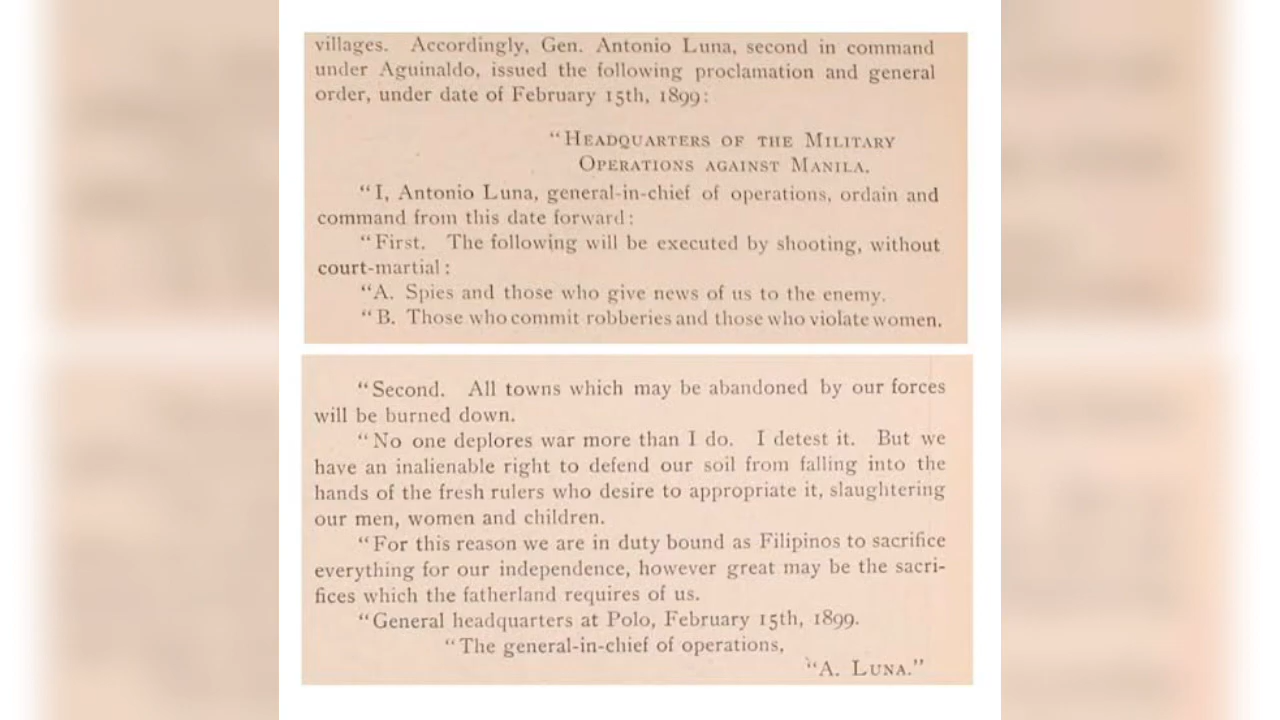 villages. Accordingly, Gen. Antonio Luna, second in command
under Aguinaldo, issued the following proclamation and general
order, under date of February 15th, 1899:
"HEADQUARTERS OF THE MILITARY
OPERATIONS AGAINST MANILA.
"I, Antonio Luna, general-in-chief of operations, ordain and
command from this date forward:
"First. The following will be executed by shooting, without
court-martial:
"A. Spies and those who give news of us to the enemy.
"B. Those who commit robberies and those who violate women.
"Second. All towns which may be abandoned by our forces
will be burned down.
"No one deplores war more than I do. I detest it. But we
have an inalienable right to defend our soil from falling into the
hands of the fresh rulers who desire to appropriate it, slaughtering
our men, women and children.
"For this reason we are in duty bound as Filipinos to sacrifice
everything for our independence, however great may be the sacri-
fices which the fatherland requires of us.
"General headquarters at Polo, February 15th, 1899.
"The general-in-chief of operations,
"A. LUNA."